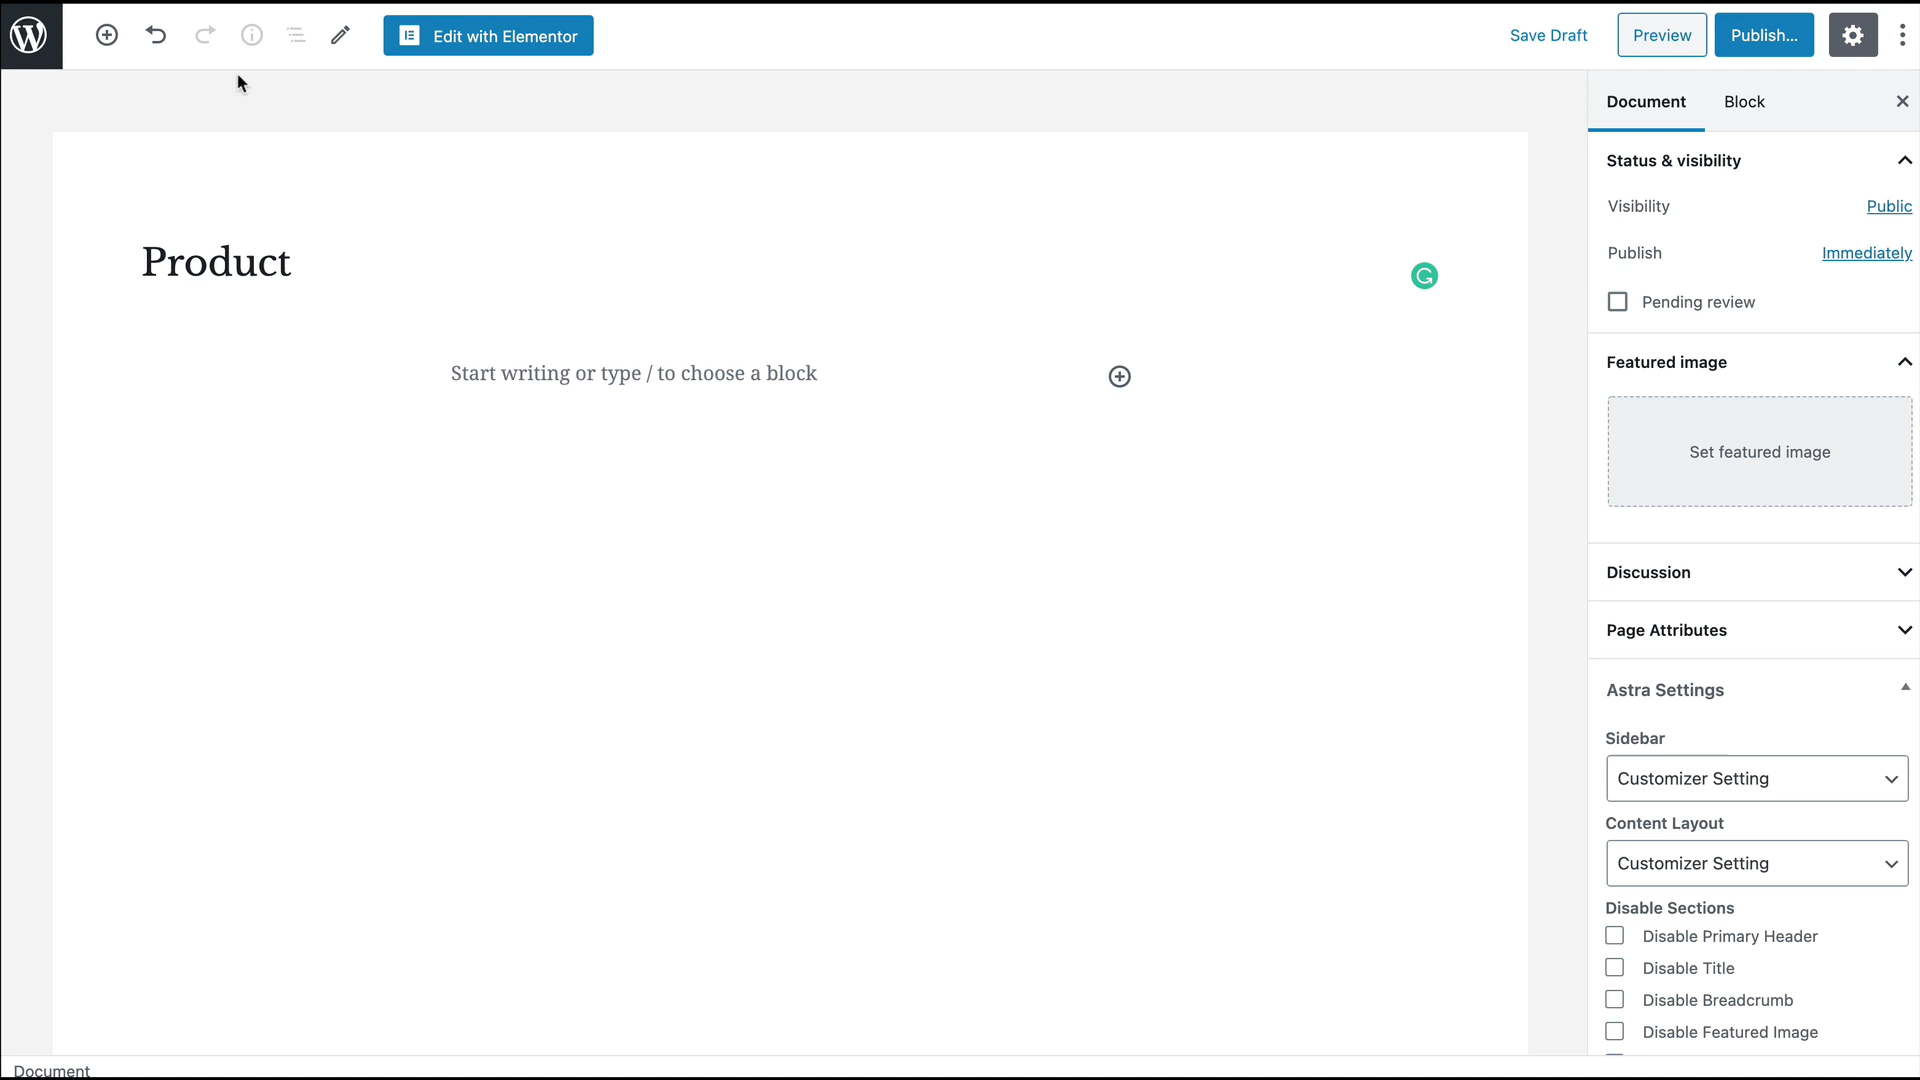 Edit with Elementor
Save Draft
Preview
Publish...
Document
Block
Status & visibility
Visibility
Public
Publish
Immediately
Pending review
Product
Start writing or type / to choose a block
Featured image
Set featured image
Discussion
Page Attributes
Astra Settings
Sidebar
Customizer Setting
Content Layout
Customizer Setting
Disable Sections
Disable Primary Header
Disable Title
Disable Breadcrumb
Disable Featured Image
Document